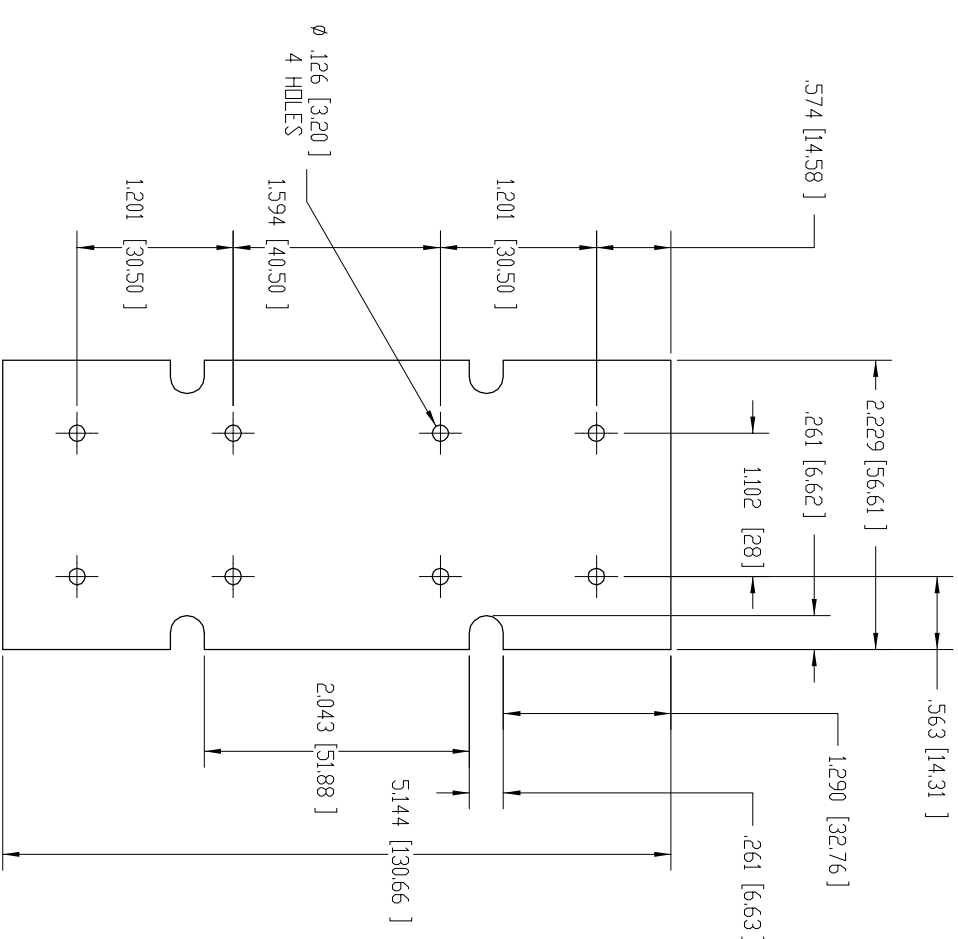 .574 [14.58 ]
Ø .126 [3.20 ]
4 HOLES
1.201 [30.50 ]
1.594 [40.50 ]
1.201 [30.50 ]
2.229 [56.61 ]
.261 [6.62 ]
1.102 [28 ]
.563 [14.31 ]
1.290 [32.76 ]
.261 [6.63 ]
2.043 [51.88 ]
5.144 [130.66 ]